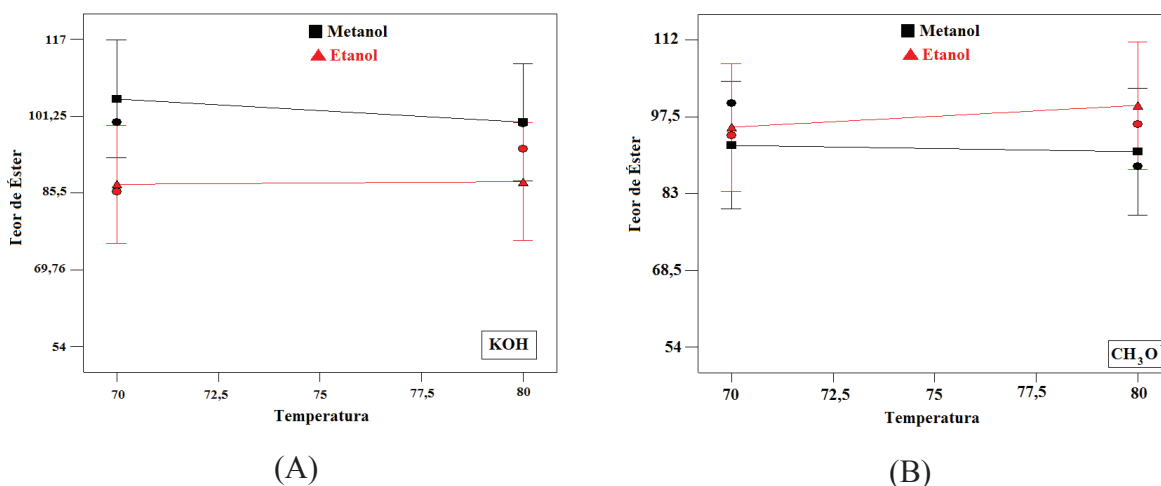 Metanol
Etanol
117
101,25
85,5
69,76
54
Teor de Éster
KOH
70
72,5
75
77,5
80
Temperatura
(A)
Metanol
Etanol
112
97,5
83
68,5
54
Teor de Éster
CH₃O
70
72,5
75
77,5
80
Temperatura
(B)